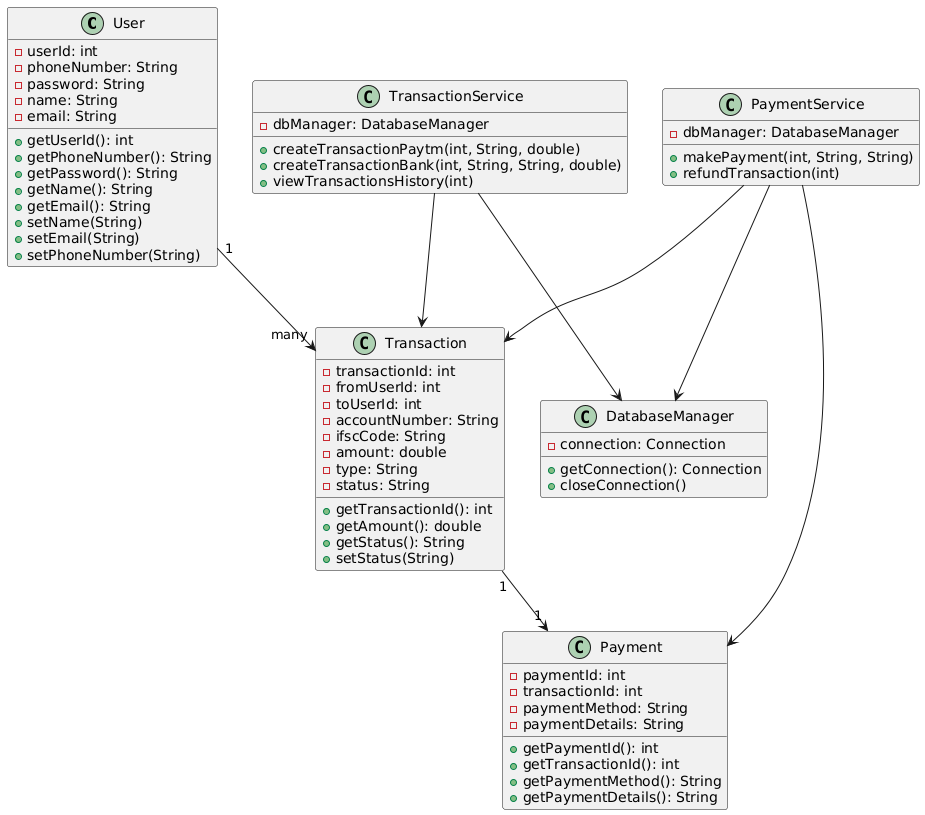 C User
userId: int
phoneNumber: String
password: String
name: String
email: String
getUserId(): int
getPhoneNumber(): String
getPassword(): String
getName(): String
getEmail(): String
setName(String)
setEmail(String)
setPhoneNumber(String)
C TransactionService
dbManager: DatabaseManager
createTransactionPaytm(int, String, double)
createTransactionBank(int, String, String, double)
viewTransactionsHistory(int)
C PaymentService
dbManager: DatabaseManager
makePayment(int, String, String)
refundTransaction(int)
1
many
C Transaction
transactionId: int
fromUserId: int
toUserId: int
accountNumber: String
ifscCode: String
amount: double
type: String
status: String
getTransactionId(): int
getAmount(): double
getStatus(): String
setStatus(String)
C DatabaseManager
connection: Connection
getConnection(): Connection
closeConnection()
1
1
C Payment
paymentId: int
transactionId: int
paymentMethod: String
paymentDetails: String
getPaymentId(): int
getTransactionId(): int
getPaymentMethod(): String
getPaymentDetails(): String